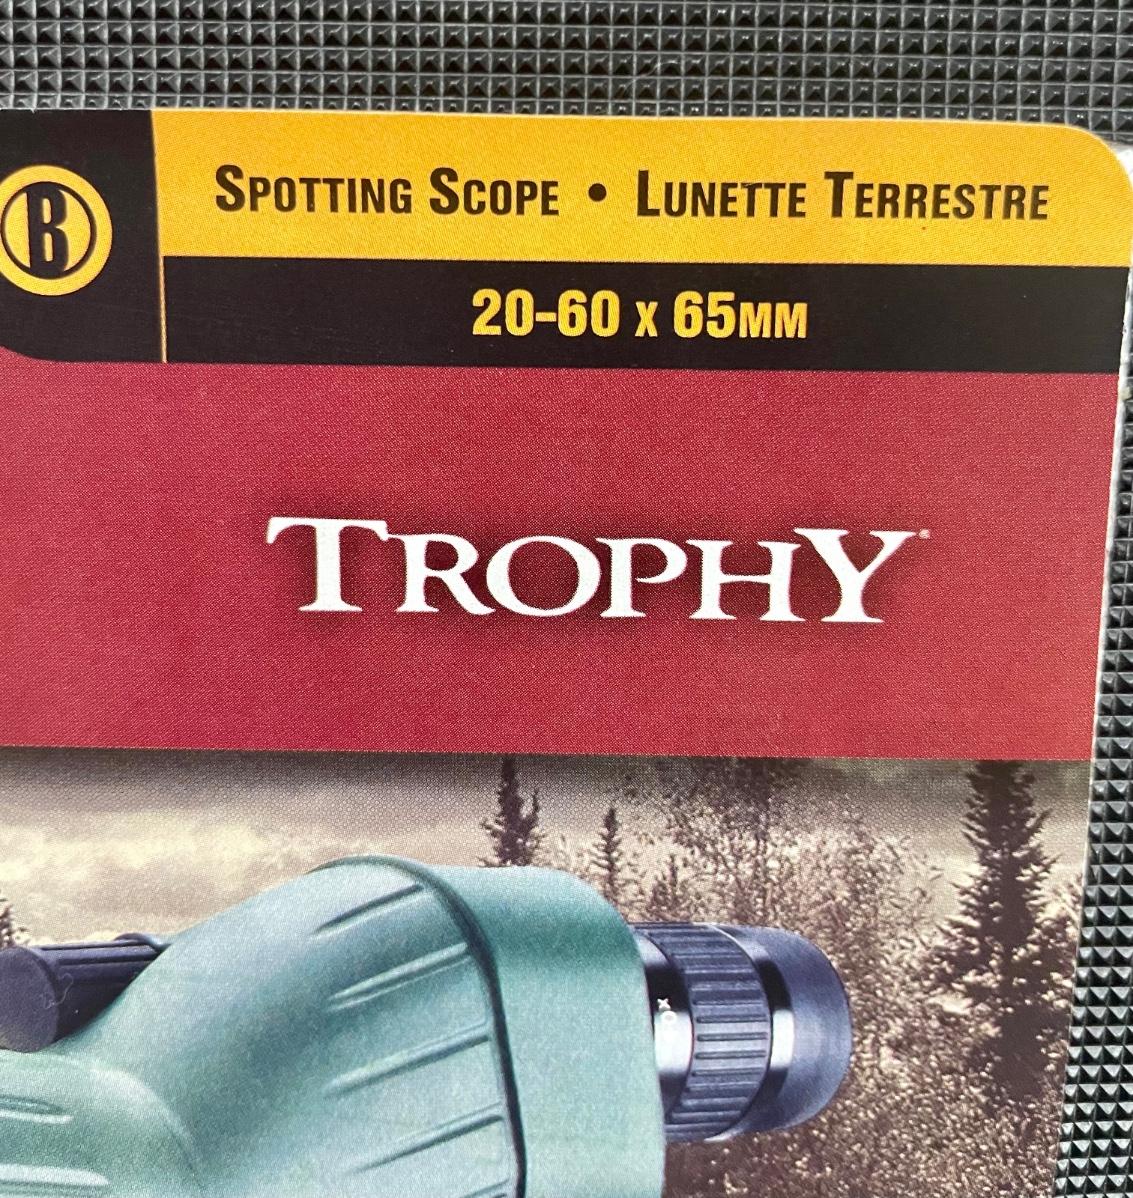 B
SPOTTING SCOPE • LUNETTE TERRESTRE
20-60 X 65MM
TROPHY®